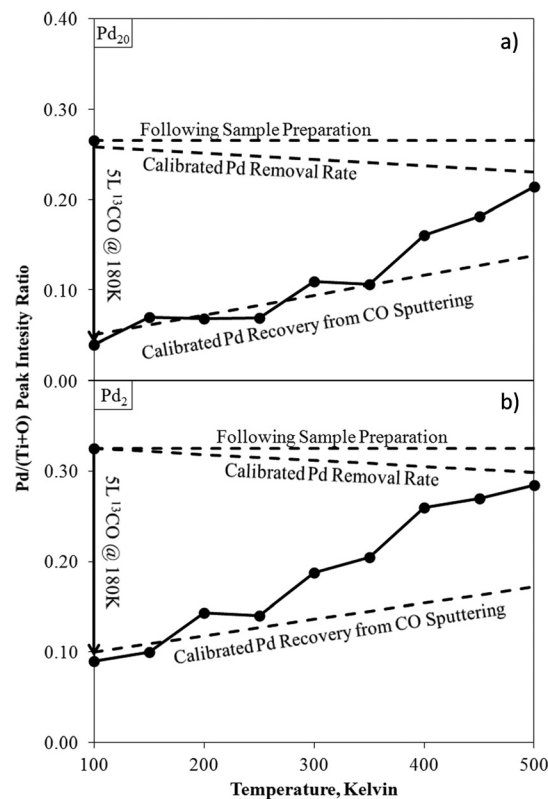 0.40
Pd20
a)
Following Sample Preparation
0.30
Calibrated Pd Removal Rate
5L 13CO @ 180K
0.20
0.10
Calibrated Pd Recovery from CO Sputtering
0.00
Pd/(Ti+O) Peak Intesity Ratio
Pd2
b)
Following Sample Preparation
0.30
Calibrated Pd Removal Rate
5L 13CO @ 180K
0.20
0.10
Calibrated Pd Recovery from CO Sputtering
0.00
100 200 300 400 500
Temperature, Kelvin